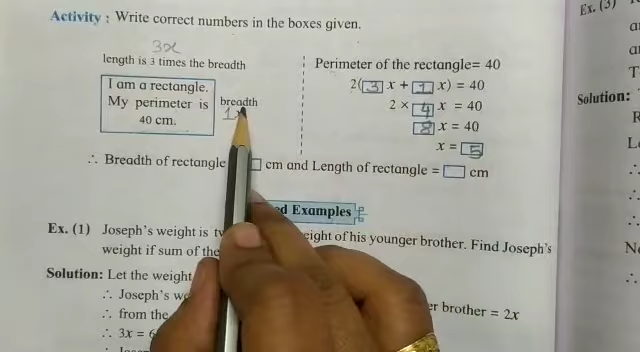 Activity : Write correct numbers in the boxes given.
3x
length is 3 times the breadth
I am a rectangle.
My perimeter is
40 cm.
breadth
1x
Perimeter of the rectangle= 40
2(3 x + 1 x) = 40
2 × 4 x = 40
8 x = 40
x = 5
∴ Breadth of rectangle cm and Length of rectangle = cm
ed Examples
Ex. (1) Joseph's weight is eight of his younger brother. Find Joseph's
weight if sum of the
Solution: Let the weight
∴ Joseph's er brother = 2x
∴ from the
∴ 3x = 6
Ex. (3)
Solution: